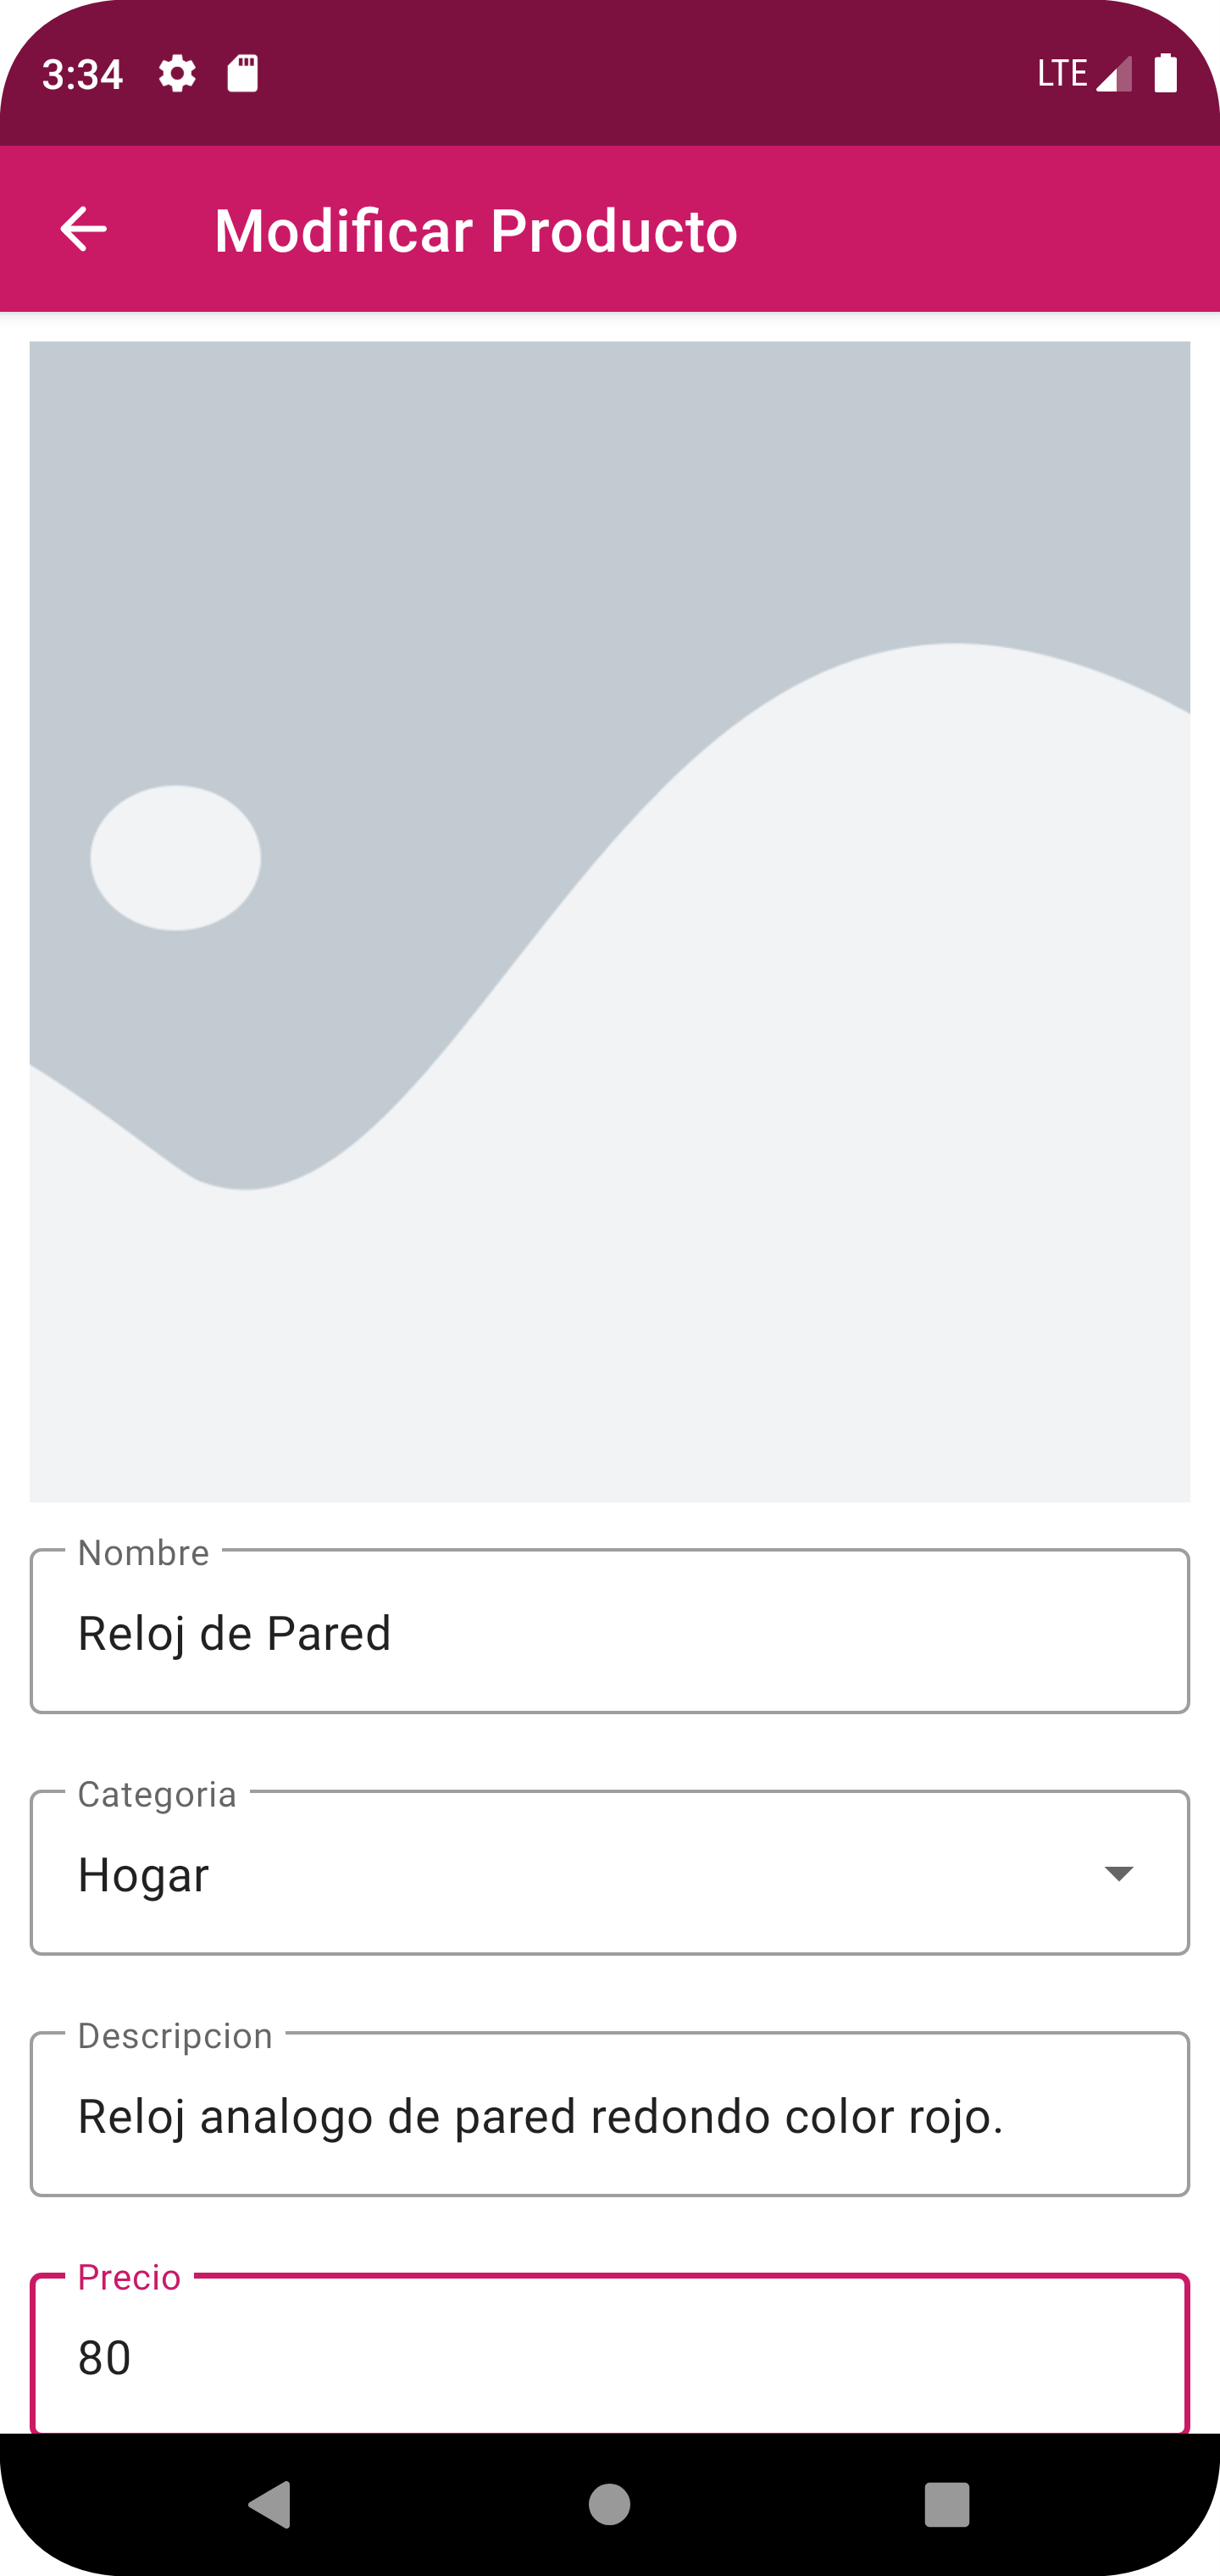 3:34 LTE
Modificar Producto
Nombre
Reloj de Pared
Categoria
Hogar
Descripcion
Reloj analogo de pared redondo color rojo.
Precio
80